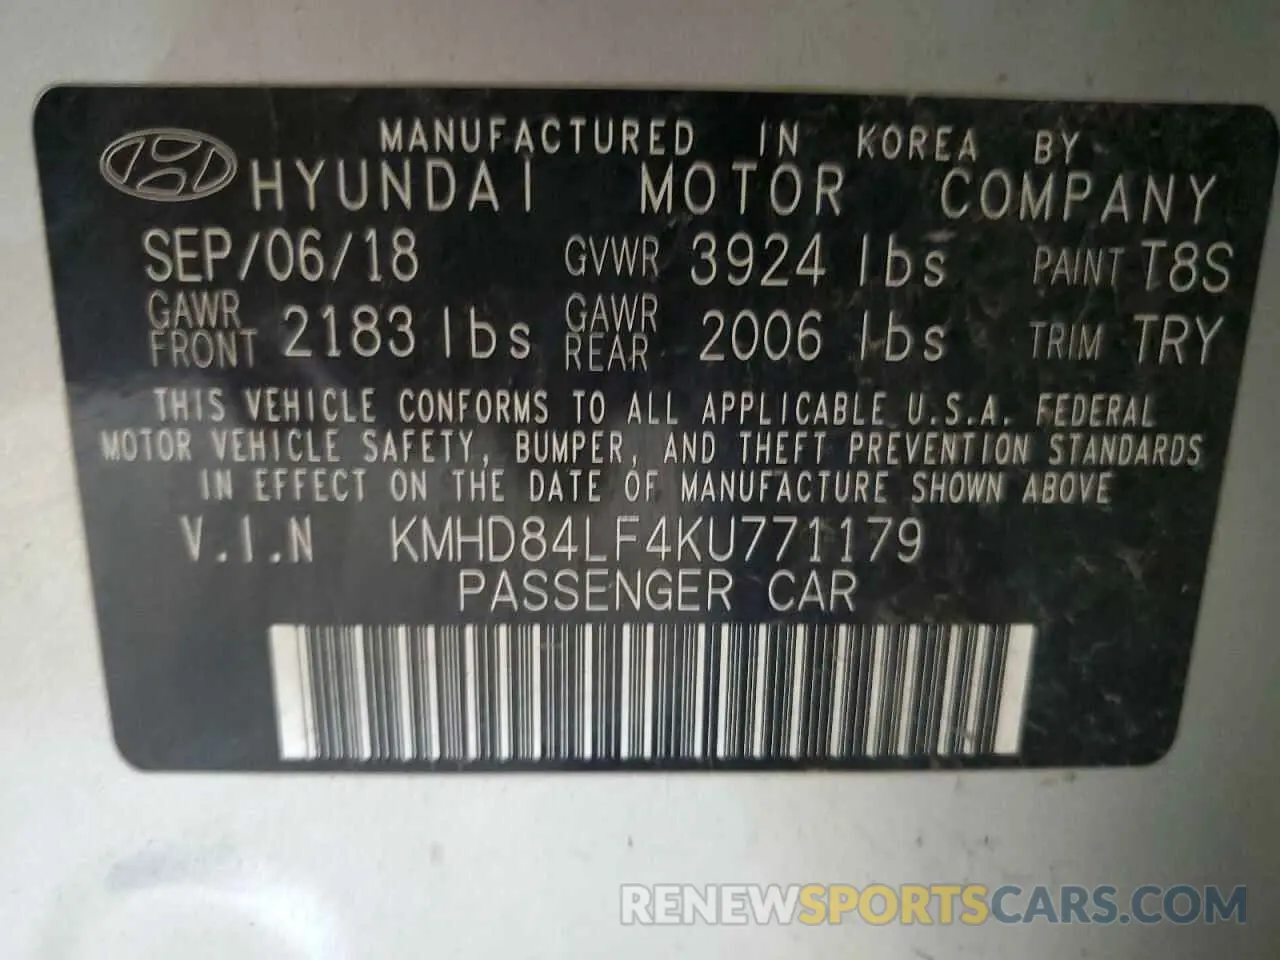 MANUFACTURED IN KOREA BY
HYUNDAI MOTOR COMPANY
SEP/06/18 GVWR 3924 lbs PAINT T8S
GAWR FRONT 2183 lbs GAWR REAR 2006 lbs TRIM TRY
THIS VEHICLE CONFORMS TO ALL APPLICABLE U.S.A. FEDERAL
MOTOR VEHICLE SAFETY, BUMPER, AND THEFT PREVENTION STANDARDS
IN EFFECT ON THE DATE OF MANUFACTURE SHOWN ABOVE
V.I.N KMHD84LF4KU771179
PASSENGER CAR
RENEWSPORTSCARS.COM